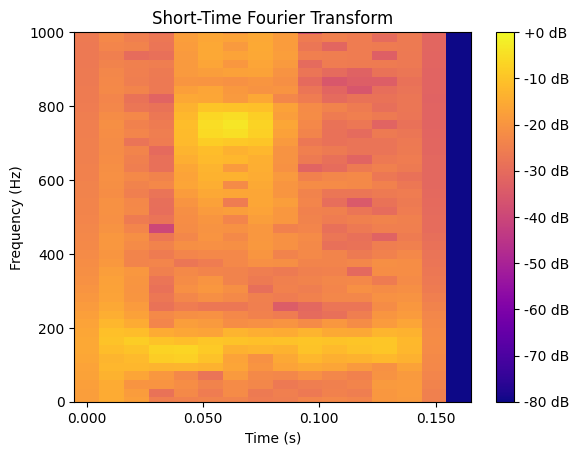 Short-Time Fourier Transform
1000
800
600
400
200
0
Frequency (Hz)
0.000
0.050
0.100
0.150
Time (s)
+0 dB
-10 dB
-20 dB
-30 dB
-40 dB
-50 dB
-60 dB
-70 dB
-80 dB